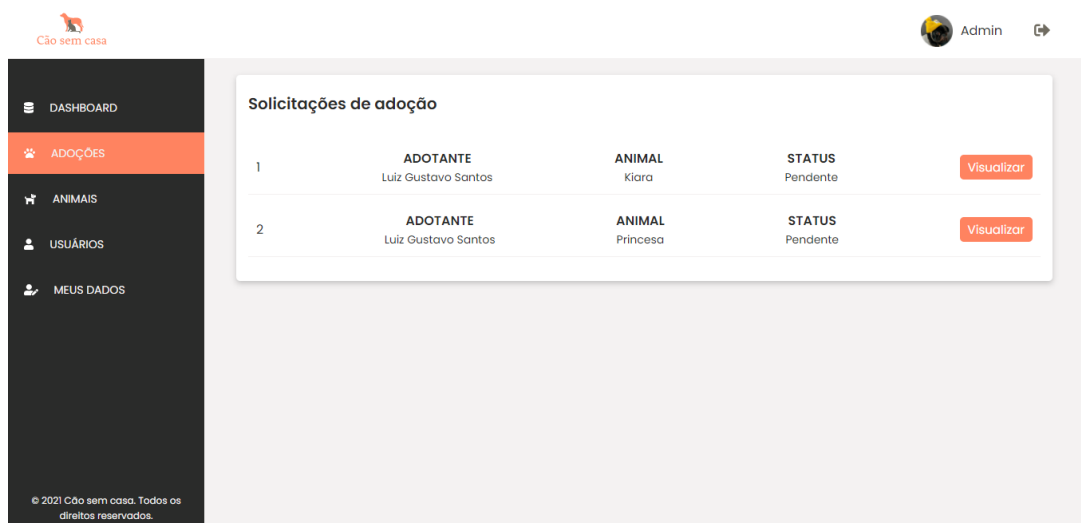 Cão sem casa
Admin
DASHBOARD
ADOÇÕES
ANIMAIS
USUÁRIOS
MEUS DADOS
© 2021 Cão sem casa. Todos os
direitos reservados.
Solicitações de adoção
1 ADOTANTE ANIMAL STATUS Visualizar
Luiz Gustavo Santos Kiara Pendente
2 ADOTANTE ANIMAL STATUS Visualizar
Luiz Gustavo Santos Princesa Pendente